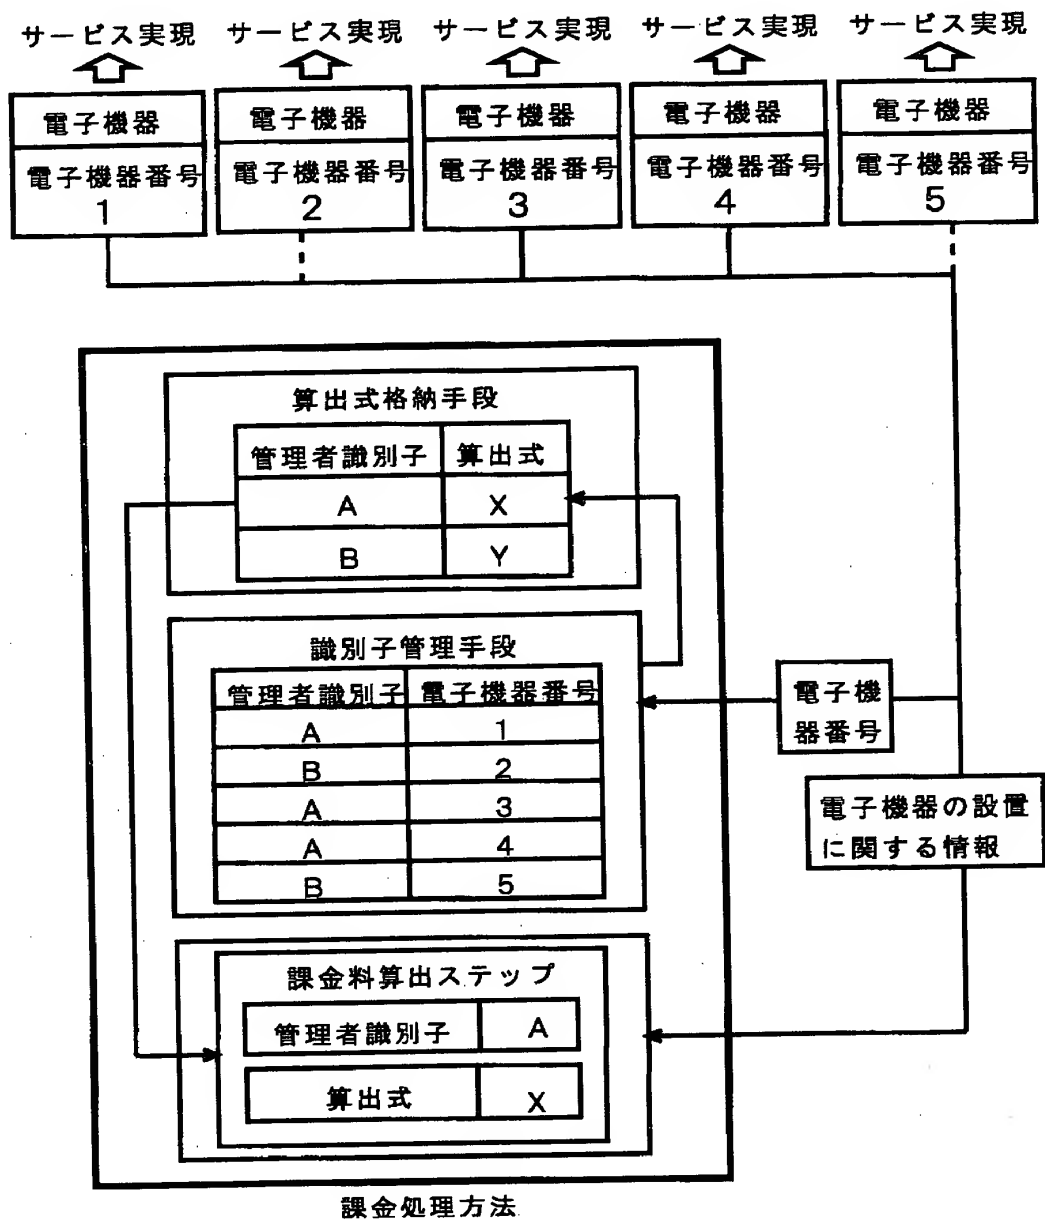 サービス実現 サービス実現 サービス実現 サービス実現 サービス実現
電子機器 電子機器 電子機器 電子機器 電子機器
電子機器番号 電子機器番号 電子機器番号 電子機器番号 電子機器番号
1 2 3 4 5
算出式格納手段
管理者識別子 算出式
A X
B Y
識別子管理手段
管理者識別子 電子機器番号
A 1
B 2
A 3
A 4
B 5
電子機
器番号
電子機器の設置
に関する情報
課金料算出ステップ
管理者識別子 A
算出式 X
課金処理方法